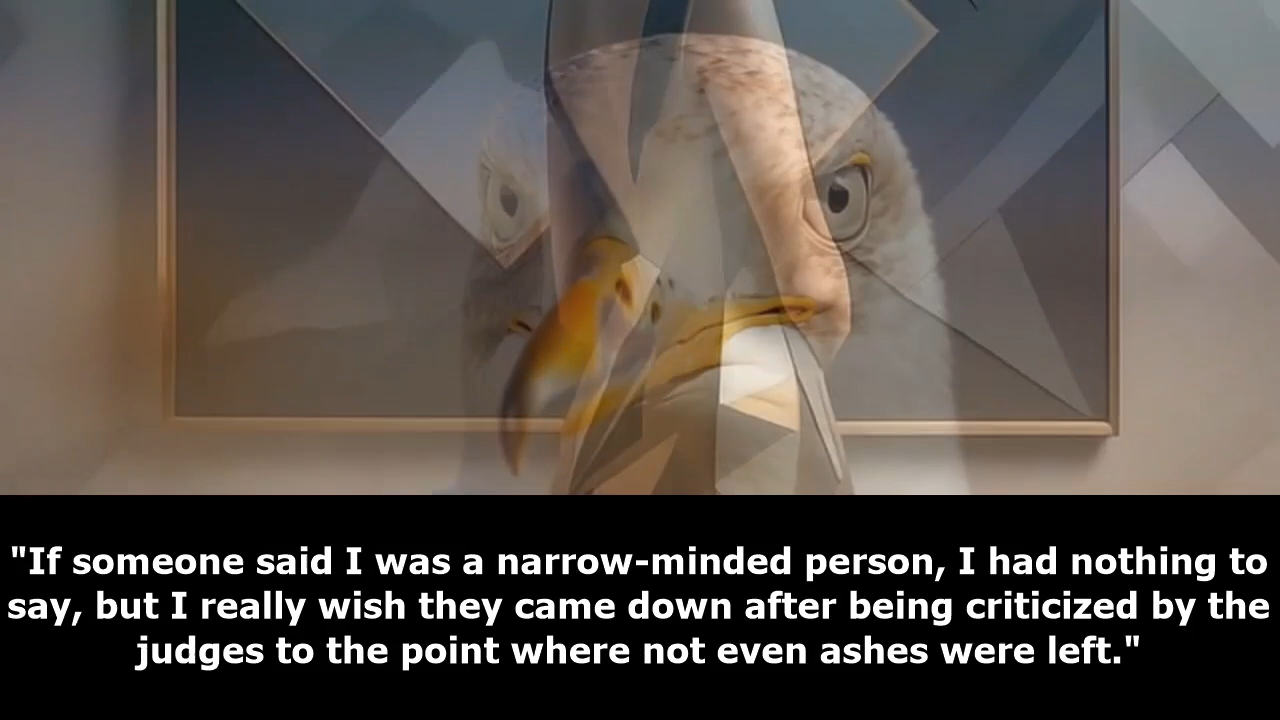 "If someone said I was a narrow-minded person, I had nothing to
say, but I really wish they came down after being criticized by the
judges to the point where not even ashes were left."